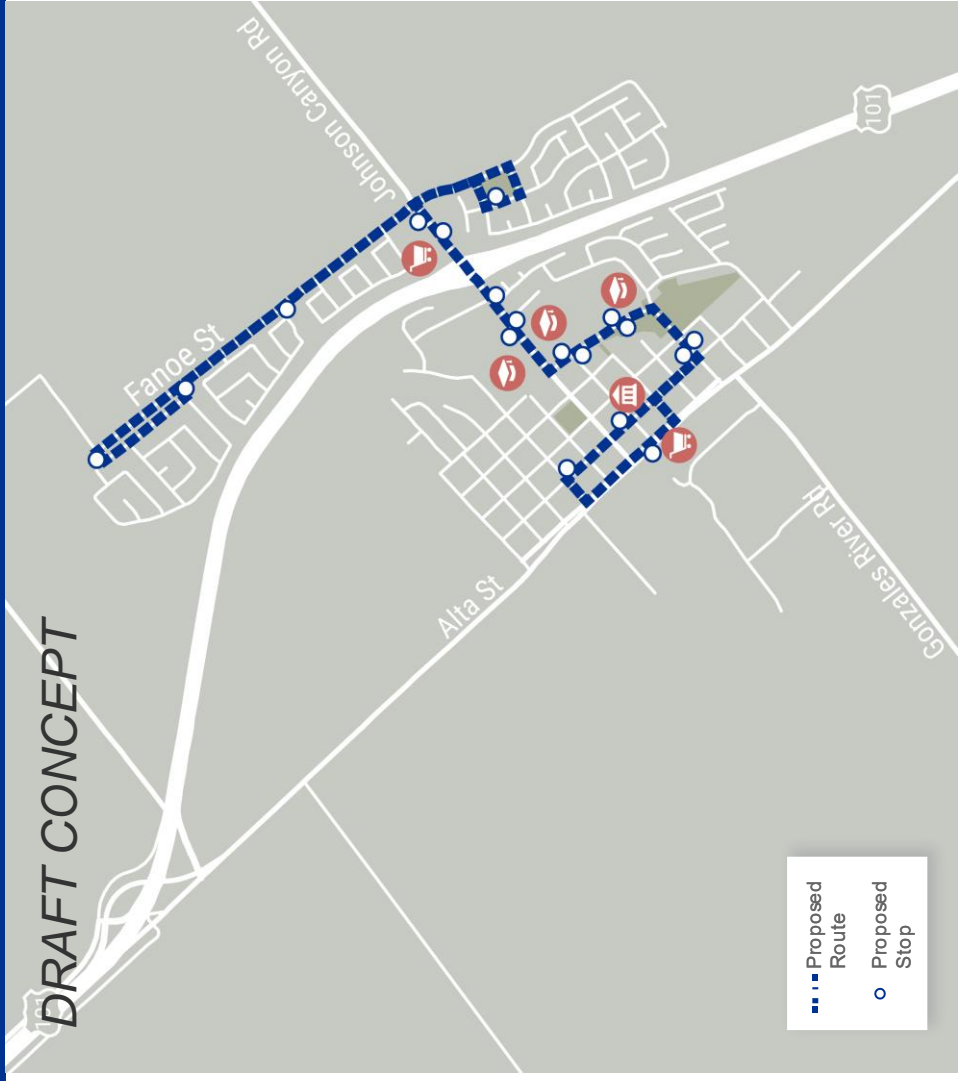 DRAFT CONCEPT
101
Fanoe St
Johnson Canyon Rd
101
Alta St
Gonzales River Rd
Proposed
Route
Proposed
Stop